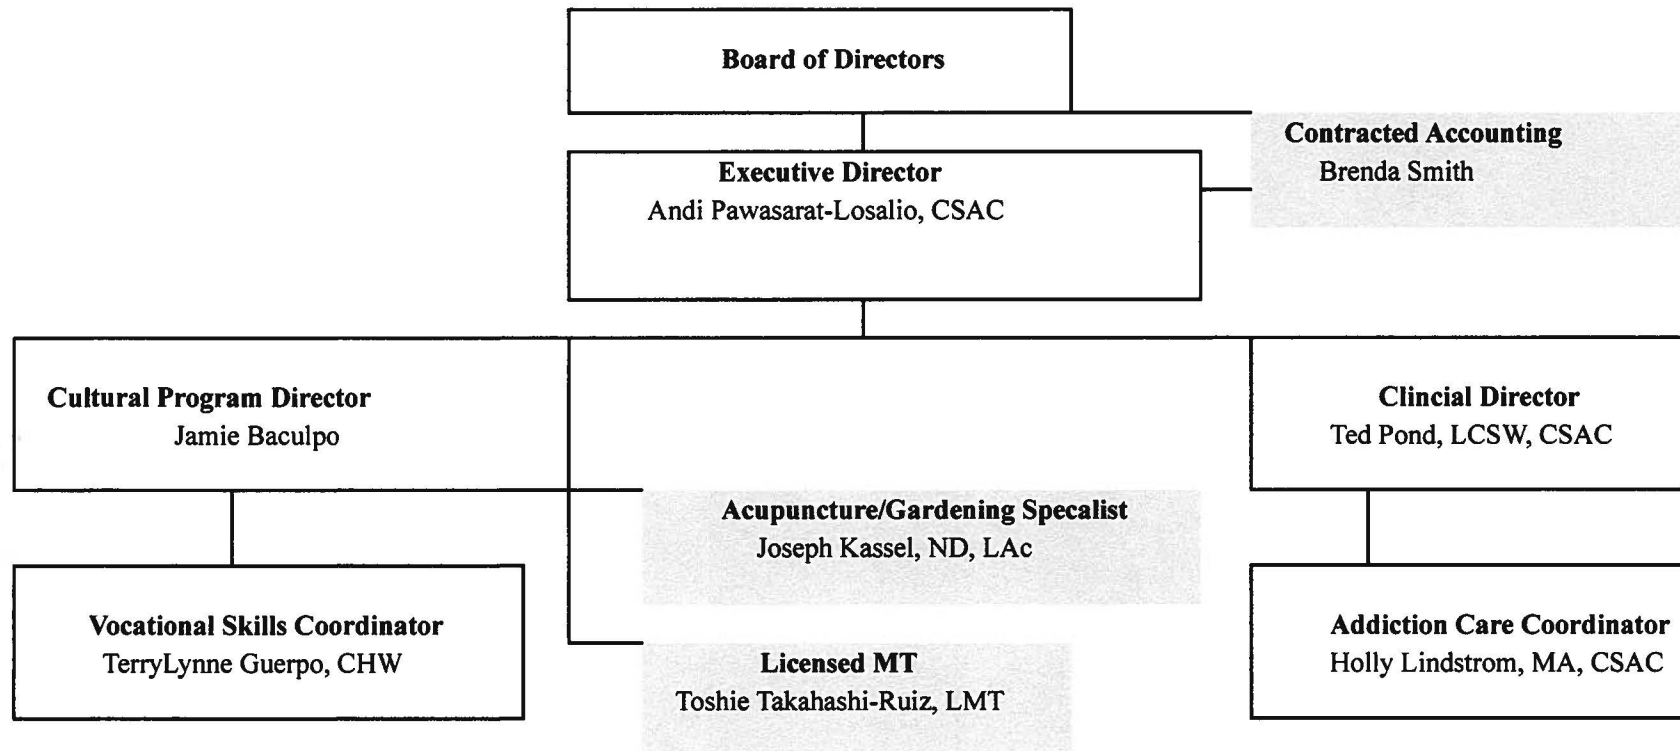 Board of Directors
Contracted Accounting
Brenda Smith
Executive Director
Andi Pawasarat-Losalio, CSAC
Cultural Program Director
Jamie Baculpo
Clincial Director
Ted Pond, LCSW, CSAC
Acupuncture/Gardening Specalist
Joseph Kassel, ND, LAc
Vocational Skills Coordinator
TerryLynne Guerpo, CHW
Licensed MT
Toshie Takahashi-Ruiz, LMT
Addiction Care Coordinator
Holly Lindstrom, MA, CSAC